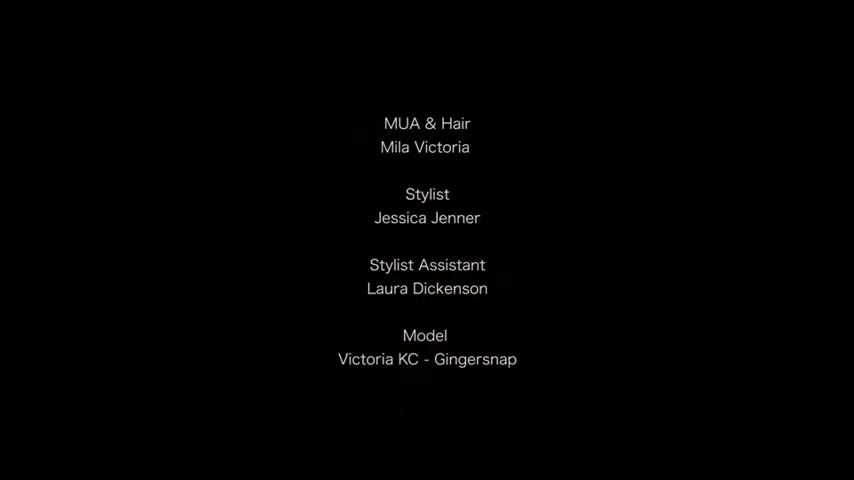 MUA & Hair
Mila Victoria
Stylist
Jessica Jenner
Stylist Assistant
Laura Dickenson
Model
Victoria KC - Gingersnap